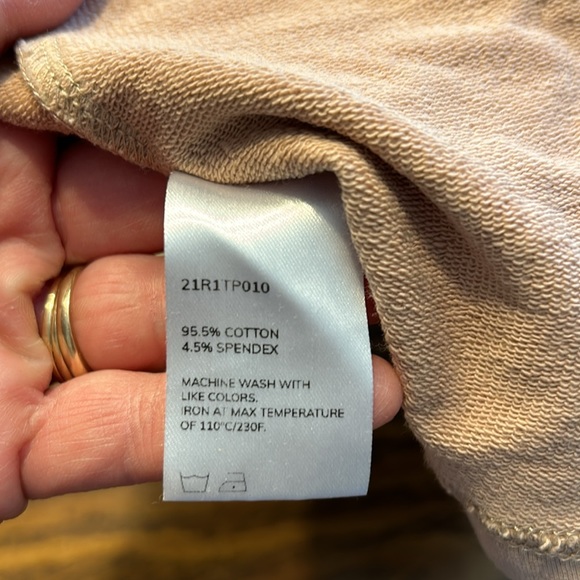 21R1TP010
95.5% COTTON
4.5% SPENDEX
MACHINE WASH WITH
LIKE COLORS.
IRON AT MAX TEMPERATURE
OF 110°C/230F.